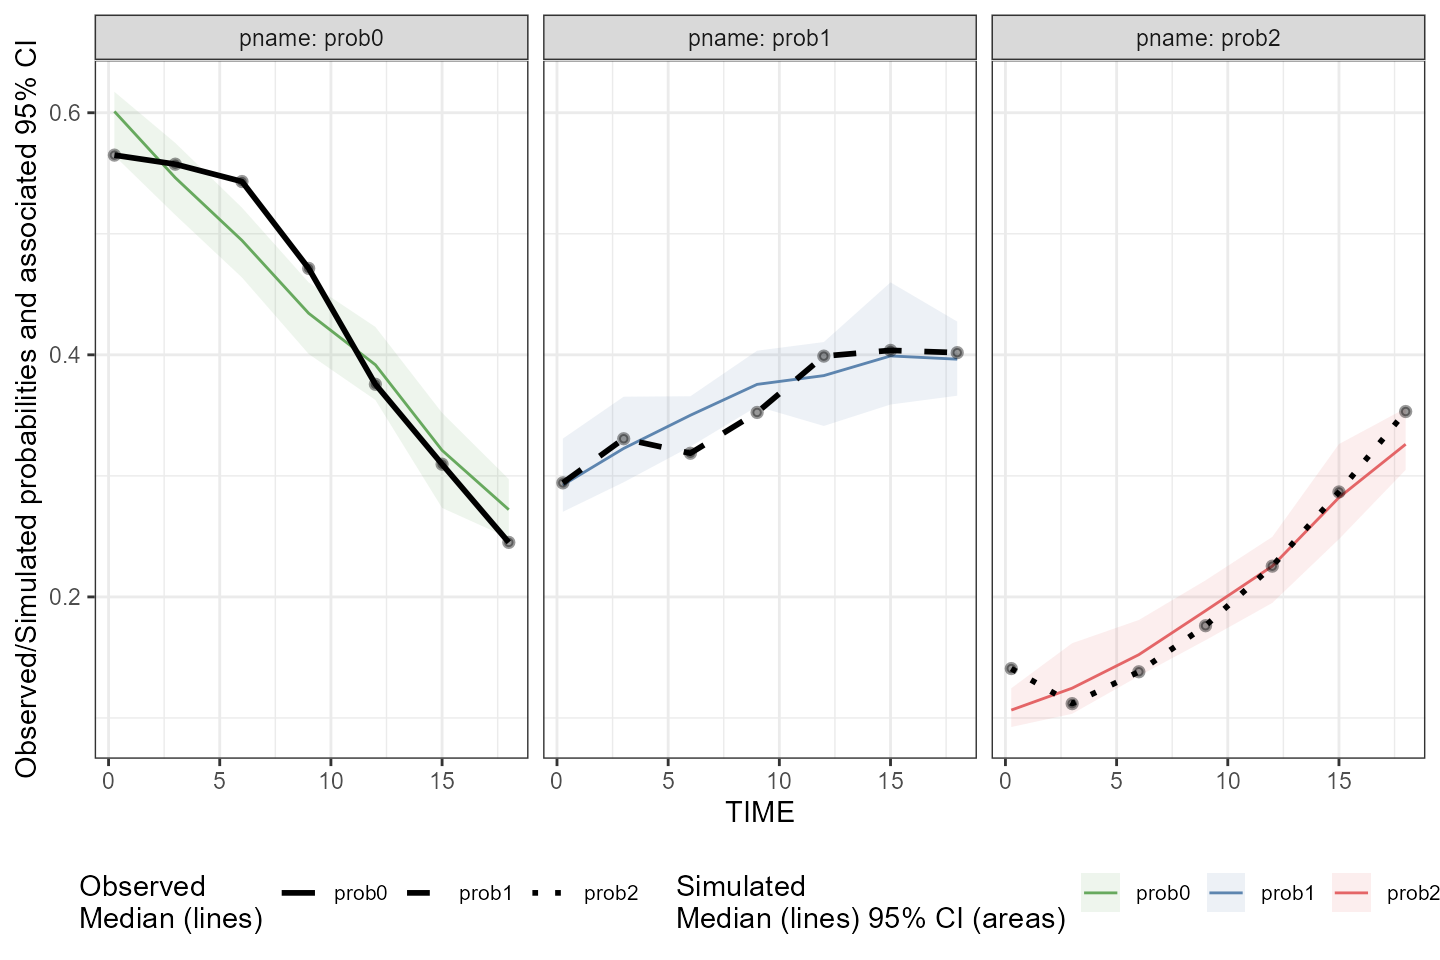 pname: prob0
pname: prob1
pname: prob2
Observed/Simulated probabilities and associated 95% CI
0.6
0.4
0.2
0 5 10 15
0 5 10 15
0 5 10 15
TIME
Observed
Median (lines)
prob0
prob1
prob2
Simulated
Median (lines) 95% CI (areas)
prob0
prob1
prob2